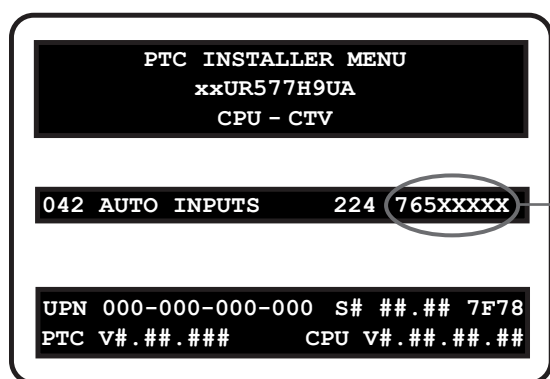 PTC INSTALLER MENU
xxUR577H9UA
CPU – CTV
042 AUTO INPUTS 224 765XXXXX
UPN 000-000-000-000 S# ##.## 7F78
PTC V#.##.### CPU V#.##.##.##